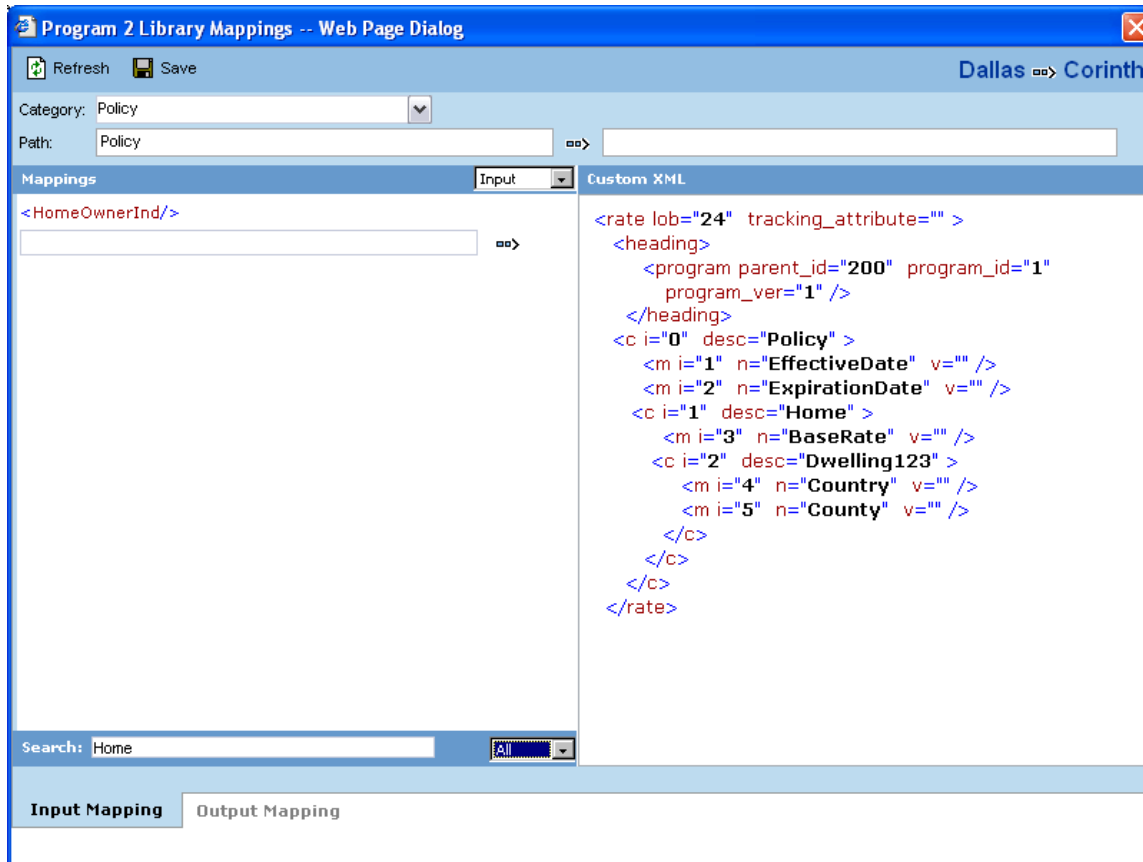 Program 2 Library Mappings -- Web Page Dialog
Refresh Save Dallas Corinth
Category: Policy
Path: Policy
Mappings Input Custom XML
<HomeOwnerInd/>
<rate lob="24" tracking_attribute="" >
<heading>
<program parent_id="200" program_id="1"
program_ver="1" />
</heading>
<c i="0" desc="Policy" >
<m i="1" n="EffectiveDate" v="" />
<m i="2" n="ExpirationDate" v="" />
<c i="1" desc="Home" >
<m i="3" n="BaseRate" v="" />
<c i="2" desc="Dwelling123" >
<m i="4" n="Country" v="" />
<m i="5" n="County" v="" />
</c>
</c>
</c>
</rate>
Search: Home All
Input Mapping Output Mapping